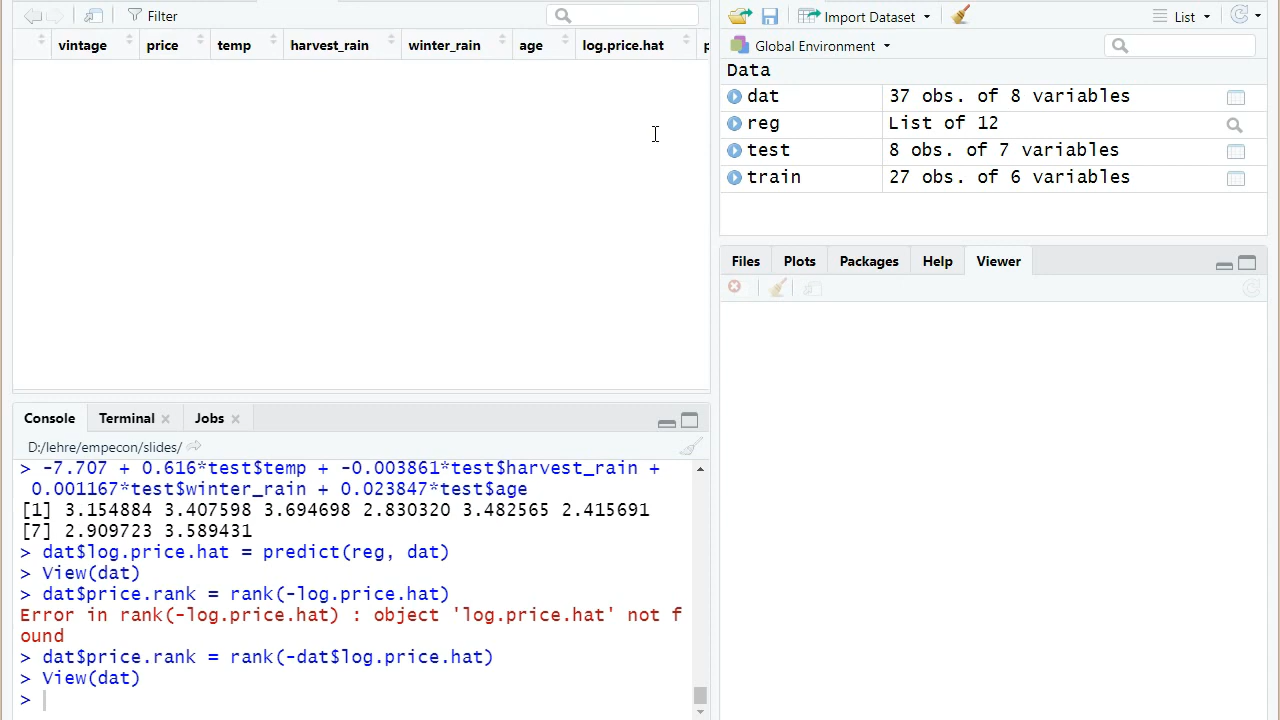 Filter
vintage price temp harvest_rain winter_rain age log.price.hat
Import Dataset List
Global Environment
Data
dat 37 obs. of 8 variables
reg List of 12
test 8 obs. of 7 variables
train 27 obs. of 6 variables
Files Plots Packages Help Viewer
Console Terminal Jobs
D:/lehre/empecon/slides/
> -7.707 + 0.616*test$temp + -0.003861*test$harvest_rain +
0.001167*test$winter_rain + 0.023847*test$age
[1] 3.154884 3.407598 3.694698 2.830320 3.482565 2.415691
[7] 2.909723 3.589431
> dat$log.price.hat = predict(reg, dat)
> View(dat)
> dat$price.rank = rank(-log.price.hat)
Error in rank(-log.price.hat) : object 'log.price.hat' not f
ound
> dat$price.rank = rank(-dat$log.price.hat)
> View(dat)
>